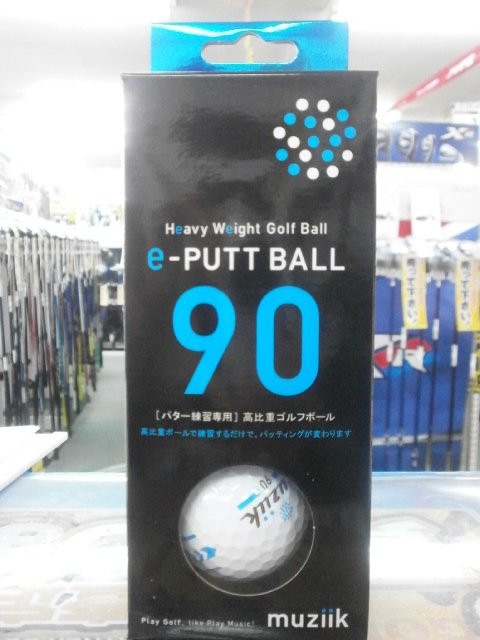 Heavy Weight Golf Ball
e-PUTT BALL
90
[パター練習専用] 高比重ゴルフボール
高比重ボールで練習するだけで、パッティングが変わります
muziik
90
Play Golf, like Play Music!
muziik